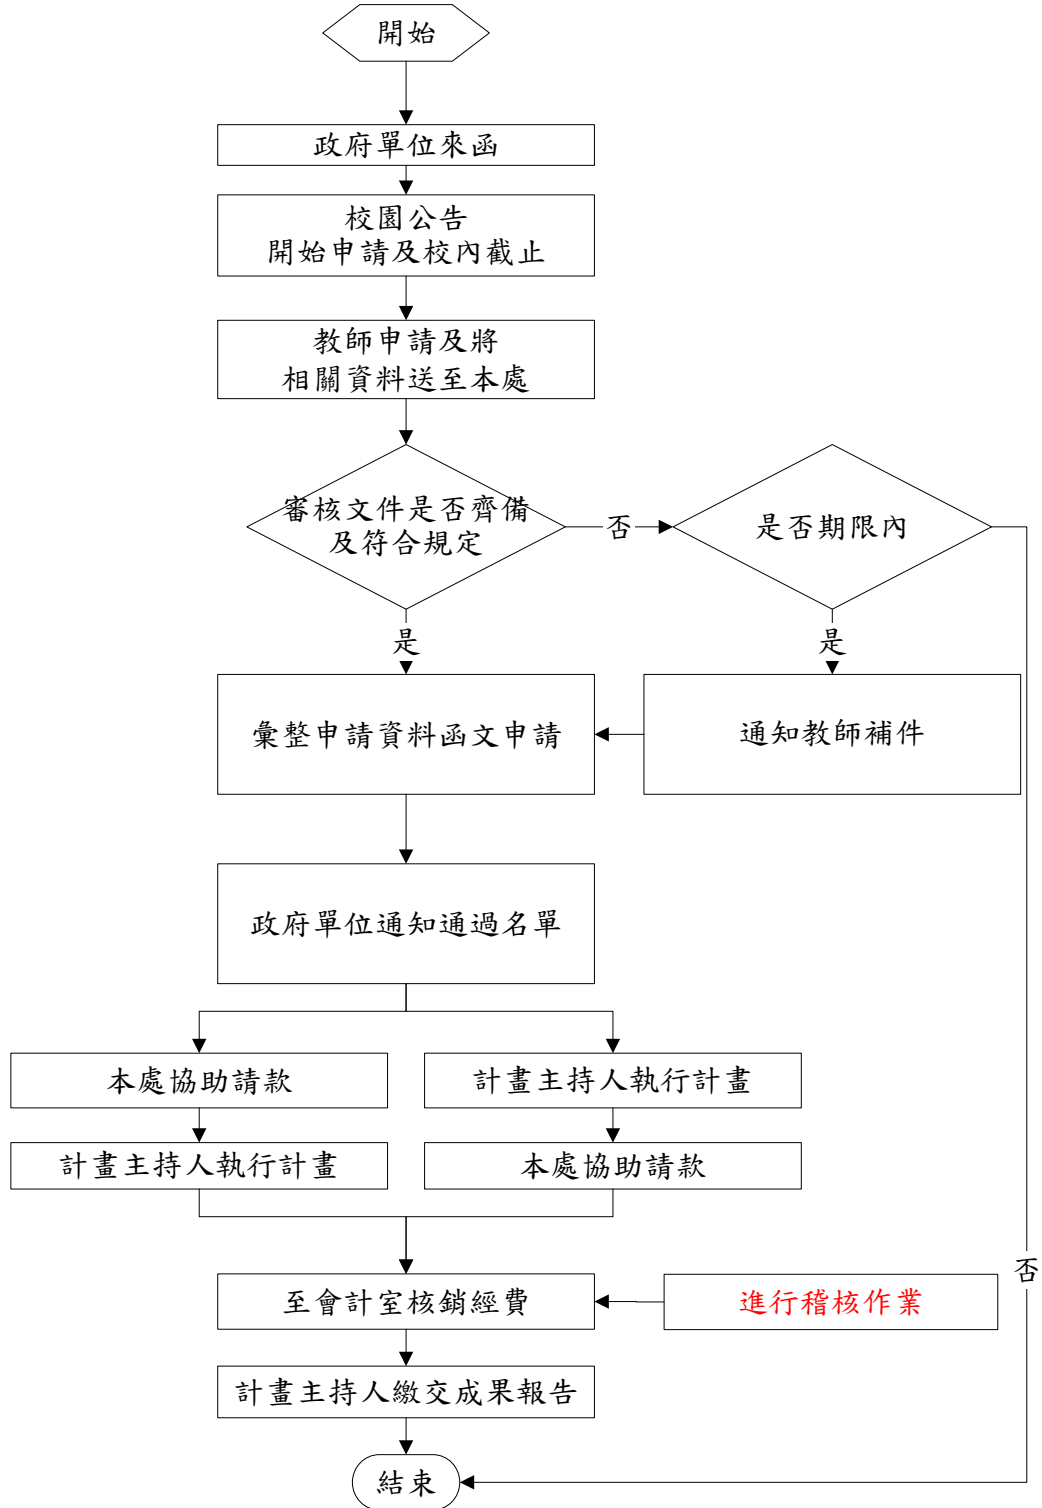 開始
政府單位來函
校園公告
開始申請及校內截止
教師申請及將
相關資料送至本處
審核文件是否齊備
及符合規定
否
是否期限內
是
是
彙整申請資料函文申請
通知教師補件
政府單位通知通過名單
本處協助請款
計畫主持人執行計畫
計畫主持人執行計畫
本處協助請款
否
至會計室核銷經費
進行稽核作業
計畫主持人繳交成果報告
結束